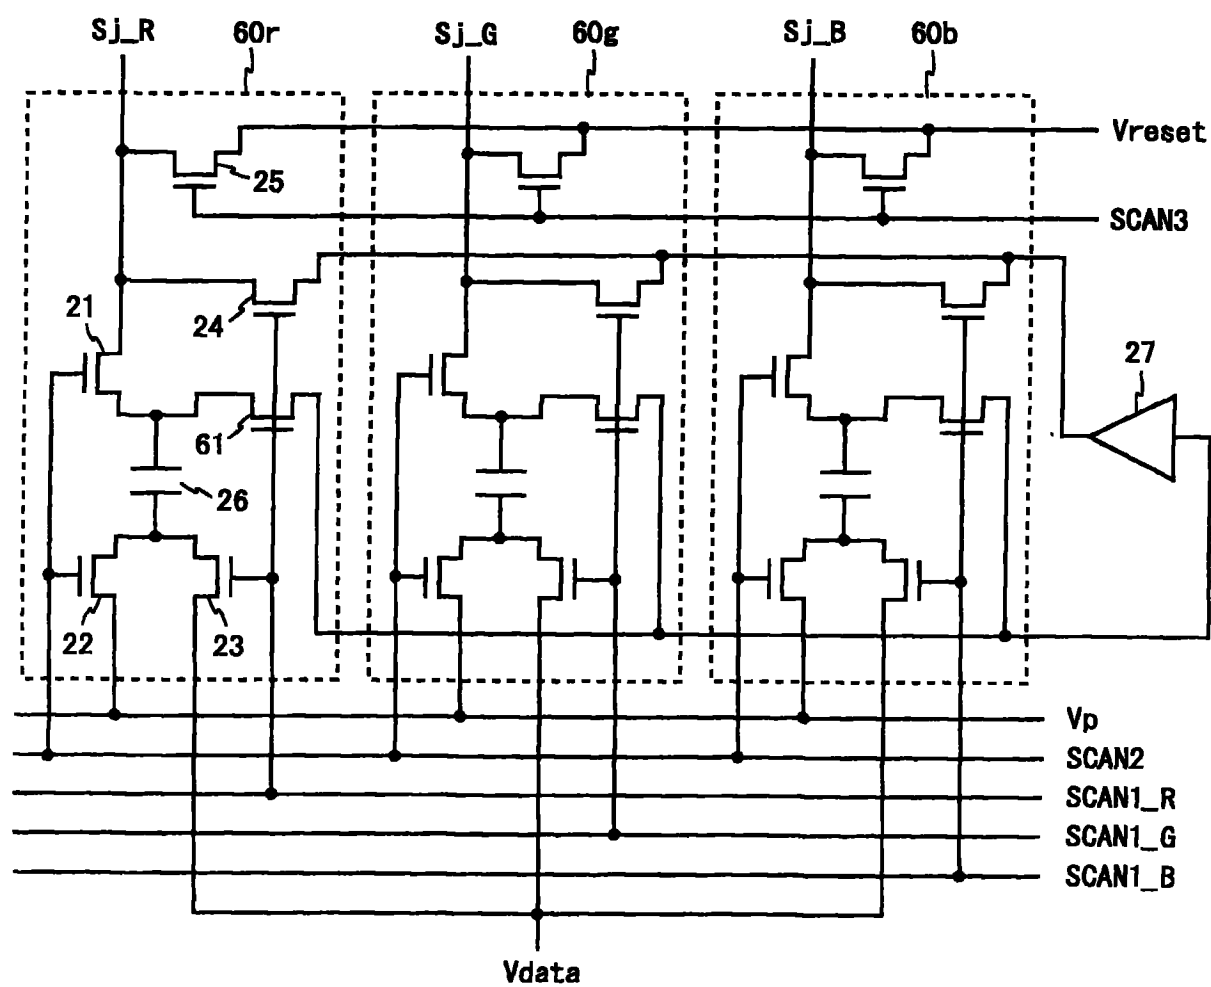 Sj_R
60r
Sj_G
60g
Sj_B
60b
Vreset
25
SCAN3
21
24
27
61
26
22
23
Vp
SCAN2
SCAN1_R
SCAN1_G
SCAN1_B
Vdata